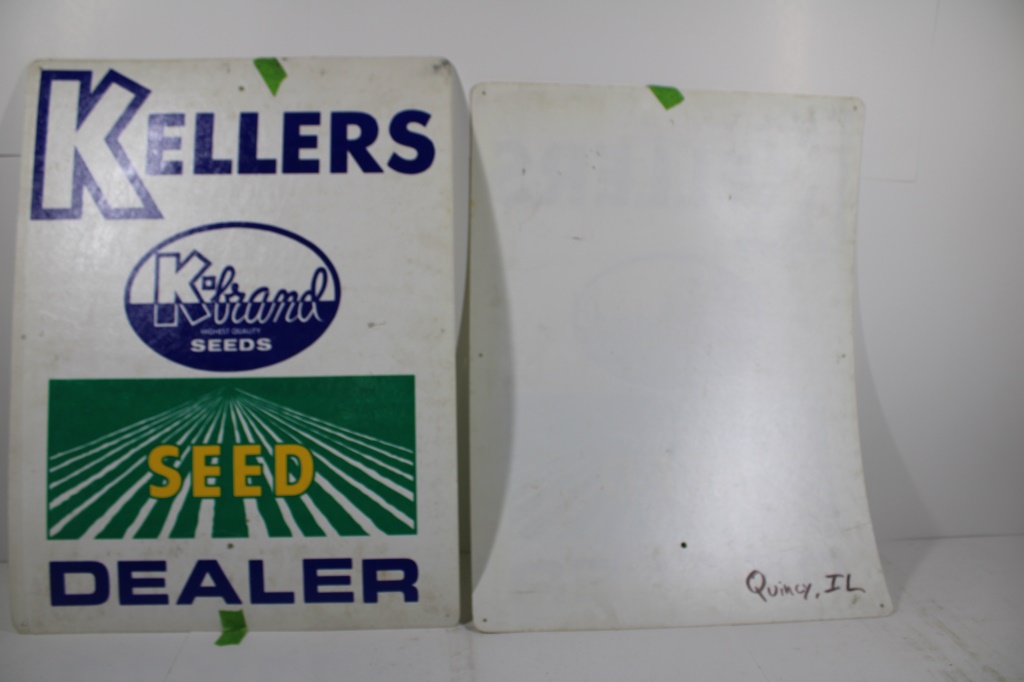 KELLERS
K-brand
HIGHEST QUALITY
SEEDS
SEED
DEALER
Quincy, IL